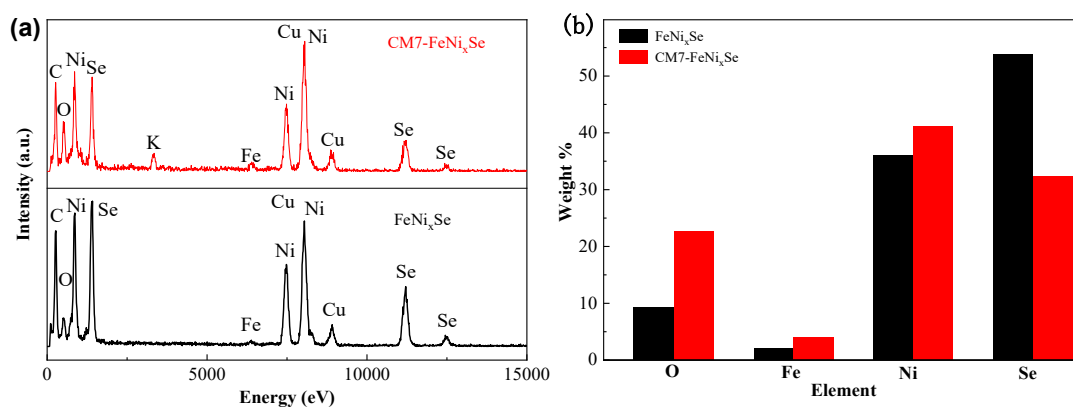 (a)
CM7-FeNiₓSe
C
O
Ni
Se
K
Fe
Ni
Cu
Ni
Cu
Se
Se
FeNiₓSe
C
O
Ni
Se
Fe
Ni
Cu
Ni
Cu
Se
Se
Intensity (a.u.)
0
5000
10000
15000
Energy (eV)
(b)
FeNiₓSe
CM7-FeNiₓSe
Weight %
50
40
30
20
10
0
O
Fe
Ni
Se
Element